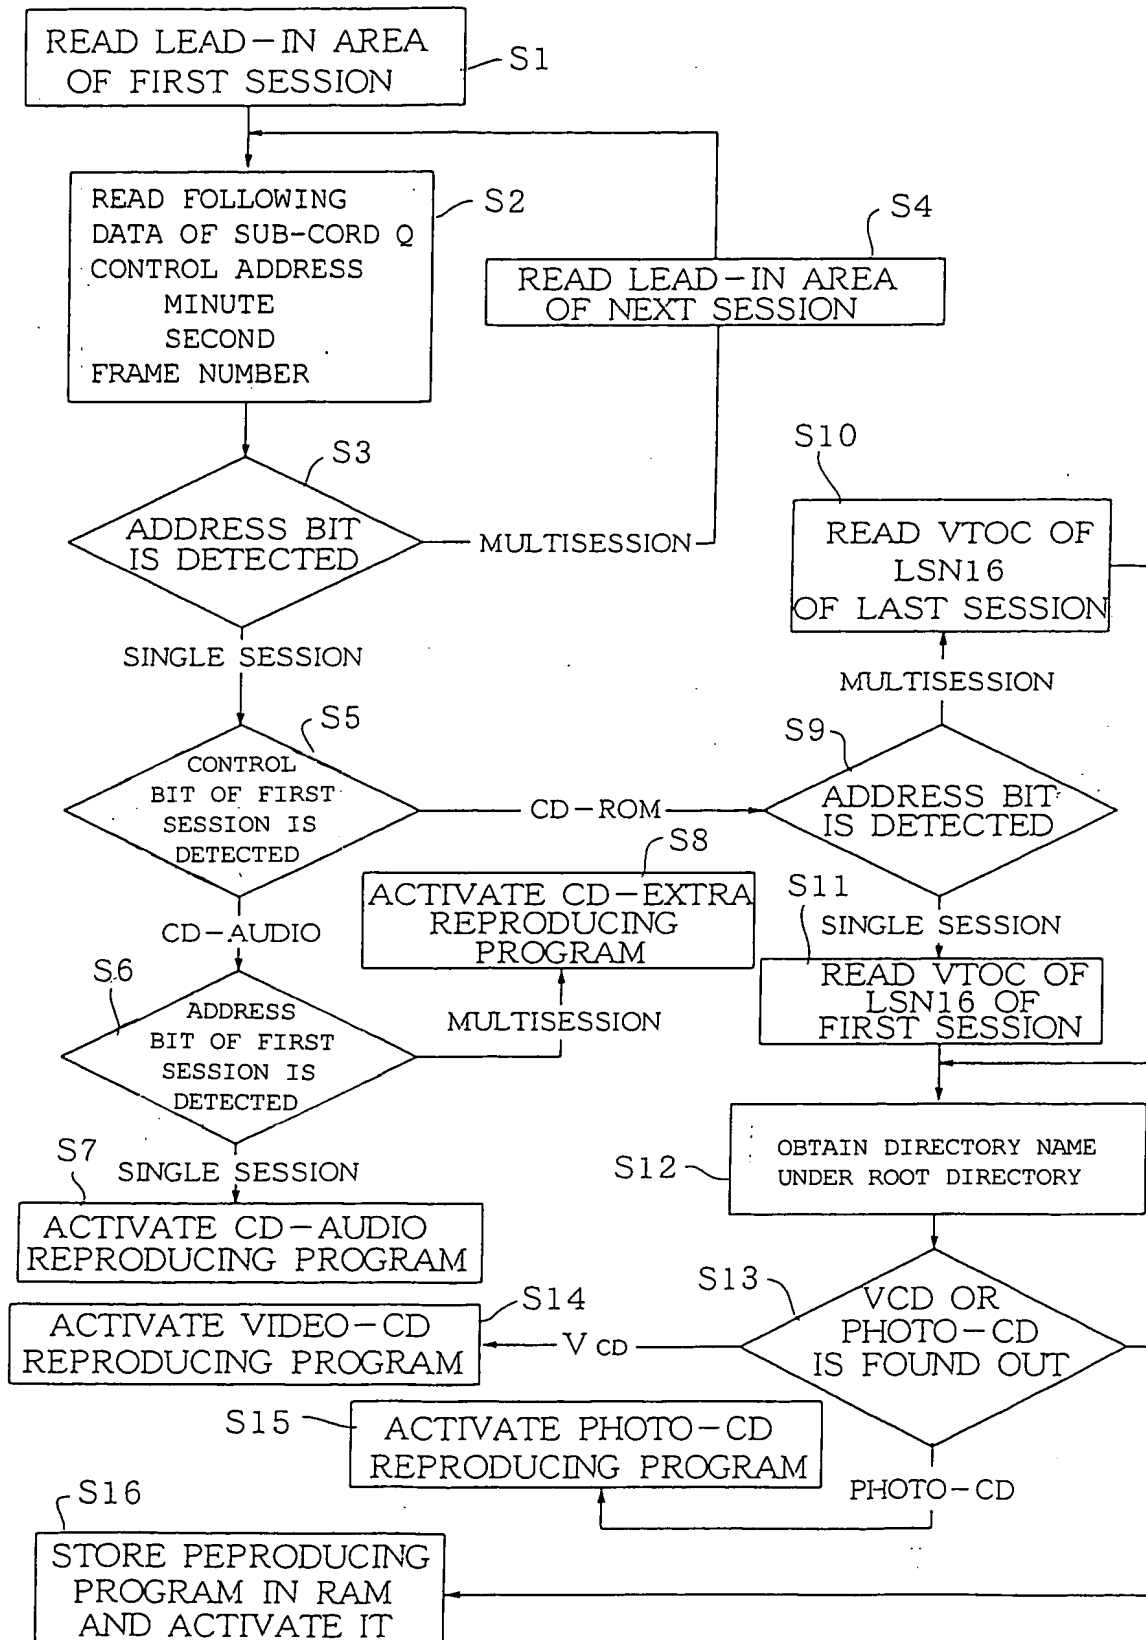 READ LEAD-IN AREA
OF FIRST SESSION
S1
READ FOLLOWING
DATA OF SUB-CORD Q
CONTROL ADDRESS
MINUTE
SECOND
FRAME NUMBER
S2
S4
READ LEAD-IN AREA
OF NEXT SESSION
S3
ADDRESS BIT
IS DETECTED
MULTISESSION
S10
READ VTOC OF
LSN16
OF LAST SESSION
SINGLE SESSION
MULTISESSION
S5
CONTROL
BIT OF FIRST
SESSION IS
DETECTED
CD-ROM
S9
ADDRESS BIT
IS DETECTED
S8
ACTIVATE CD-EXTRA
REPRODUCING
PROGRAM
CD-AUDIO
S11
SINGLE SESSION
READ VTOC OF
LSN16 OF
FIRST SESSION
S6
ADDRESS
BIT OF FIRST
SESSION IS
DETECTED
MULTISESSION
S12
OBTAIN DIRECTORY NAME
UNDER ROOT DIRECTORY
S7
SINGLE SESSION
ACTIVATE CD-AUDIO
REPRODUCING PROGRAM
S13
VCD OR
PHOTO-CD
IS FOUND OUT
S14
ACTIVATE VIDEO-CD
REPRODUCING PROGRAM
VCD
S15
ACTIVATE PHOTO-CD
REPRODUCING PROGRAM
PHOTO-CD
S16
STORE PEPRODUCING
PROGRAM IN RAM
AND ACTIVATE IT